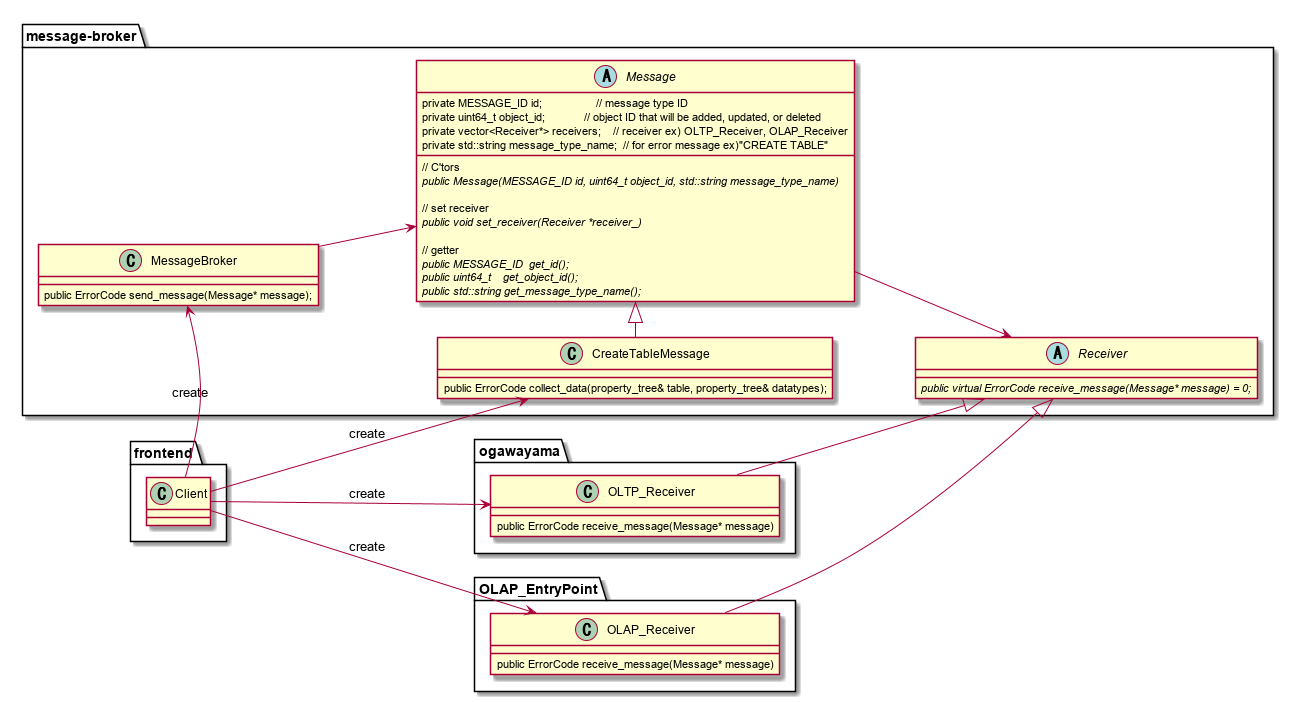 message-broker
A Message
private MESSAGE_ID id; // message type ID
private uint64_t object_id; // object ID that will be added, updated, or deleted
private vector<Receiver*> receivers; // receiver ex) OLTP_Receiver, OLAP_Receiver
private std::string message_type_name; // for error message ex)"CREATE TABLE"
// C'tors
public Message(MESSAGE_ID id, uint64_t object_id, std::string message_type_name)
// set receiver
public void set_receiver(Receiver *receiver_)
// getter
public MESSAGE_ID get_id();
public uint64_t get_object_id();
public std::string get_message_type_name();
C MessageBroker
public ErrorCode send_message(Message* message);
C CreateTableMessage
public ErrorCode collect_data(property_tree& table, property_tree& datatypes);
A Receiver
public virtual ErrorCode receive_message(Message* message) = 0;
create
create
create
create
frontend
C Client
ogawayama
C OLTP_Receiver
public ErrorCode receive_message(Message* message)
OLAP_EntryPoint
C OLAP_Receiver
public ErrorCode receive_message(Message* message)